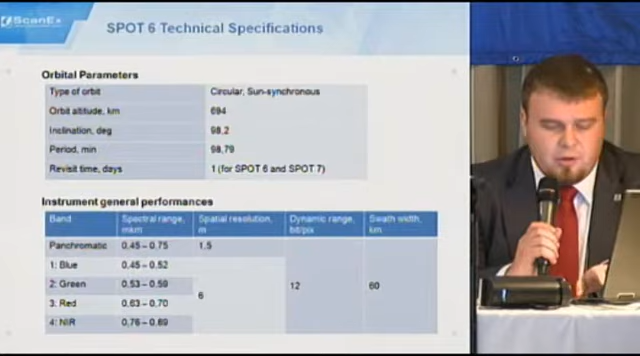 ScanEx
SPOT 6 Technical Specifications
Orbital Parameters
Type of orbit Circular, Sun-synchronous
Orbit altitude, km 694
Inclination, deg 98,2
Period, min 98,79
Revisit time, days 1 (for SPOT 6 and SPOT 7)
Instrument general performances
Band Spectral range, mkm Spatial resolution, m Dynamic range, bit/pix Swath width, km
Panchromatic 0,45 – 0,75 1,5
1: Blue 0,45 – 0,52
2: Green 0,53 – 0,59
6 12 60
3: Red 0,63 – 0,70
4: NIR 0,76 – 0,89